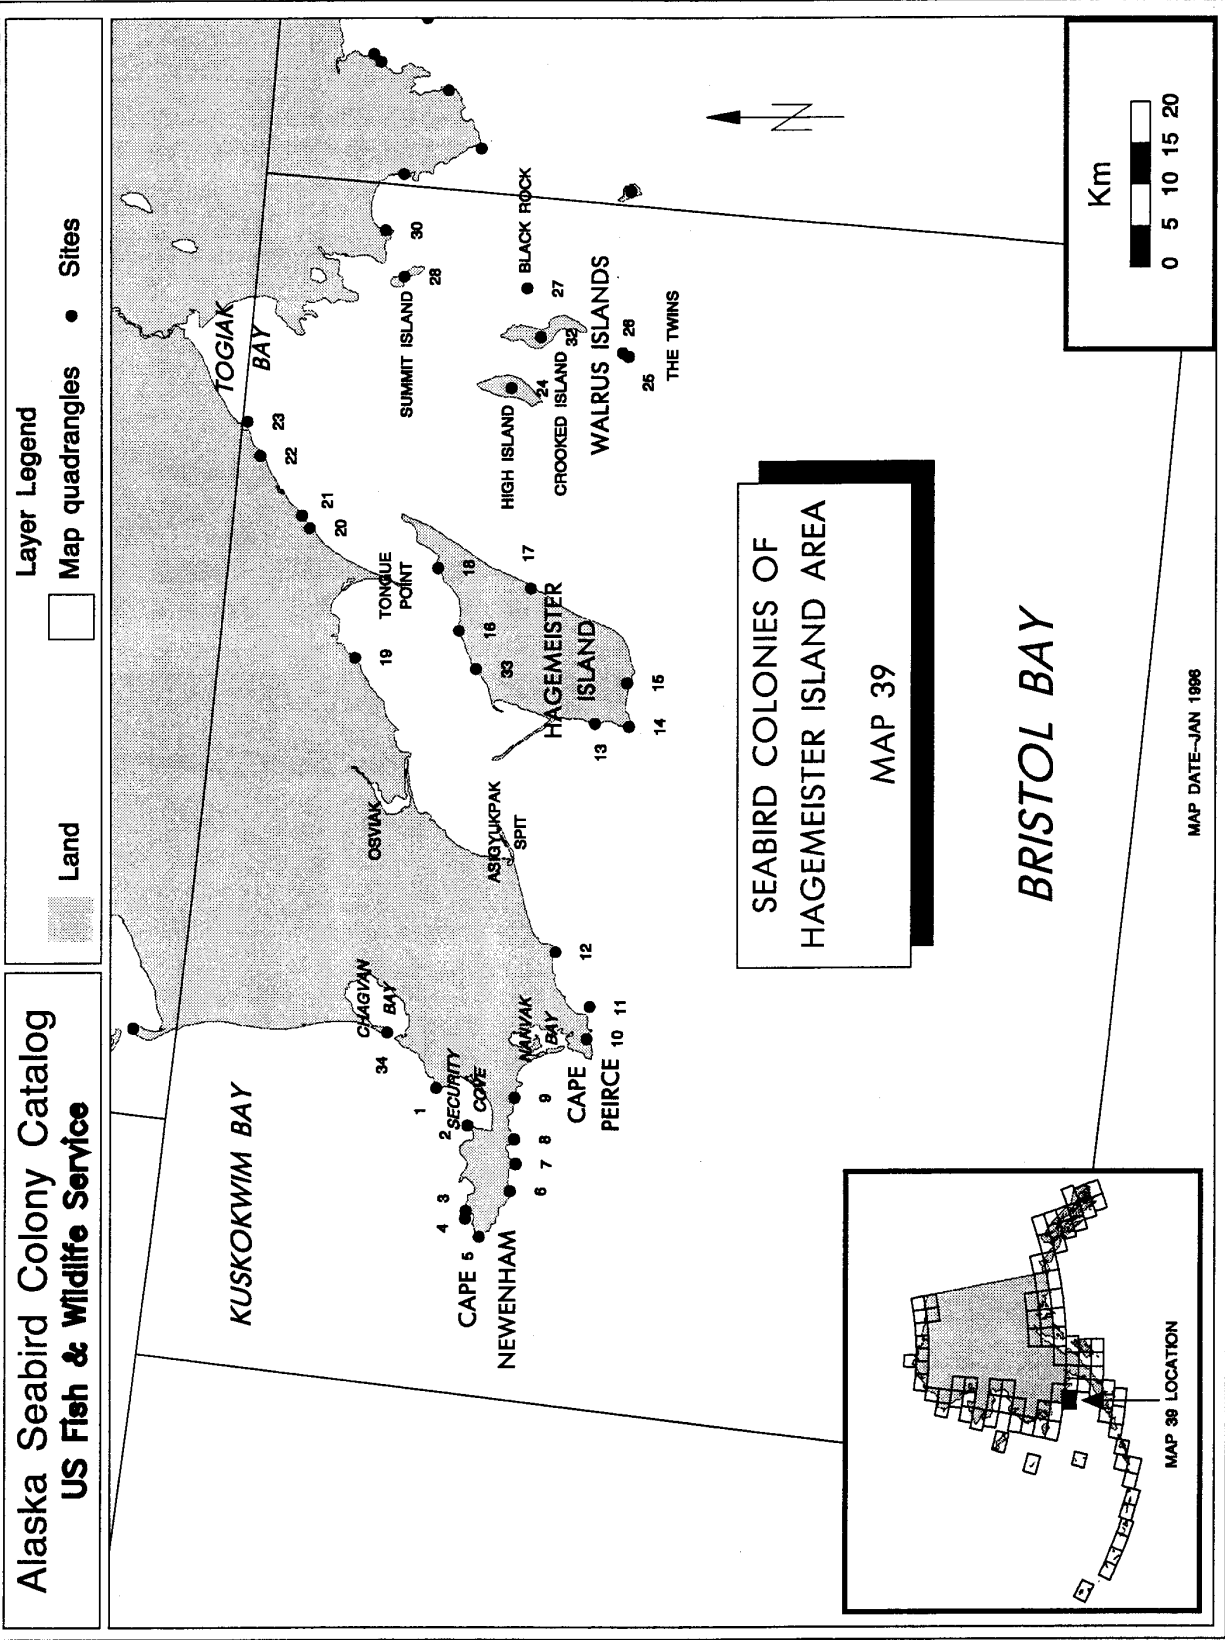 Alaska Seabird Colony Catalog
US Fish & Wildlife Service
Layer Legend
Land
Map quadrangles
Sites
KUSKOKWIM BAY
TOGIAK
BAY
CHAGVAN
BAY
34
1
SECURITY
COVE
2
3
4
5
CAPE
NEWENHAM
6
7
8
9
NANVAK
BAY
CAPE
PEIRCE
10
11
12
OSVIAK
ASIGYUKPAK
SPIT
19
TONGUE
POINT
20
21
22
23
HAGEMEISTER
ISLAND
13
14
15
33
16
18
17
SUMMIT ISLAND
28
30
HIGH ISLAND
24
CROOKED ISLAND
32
BLACK ROCK
27
WALRUS ISLANDS
25
26
THE TWINS
N
SEABIRD COLONIES OF
HAGEMEISTER ISLAND AREA
MAP 39
BRISTOL BAY
MAP 39 LOCATION
MAP DATE--JAN 1996
Km
0 5 10 15 20